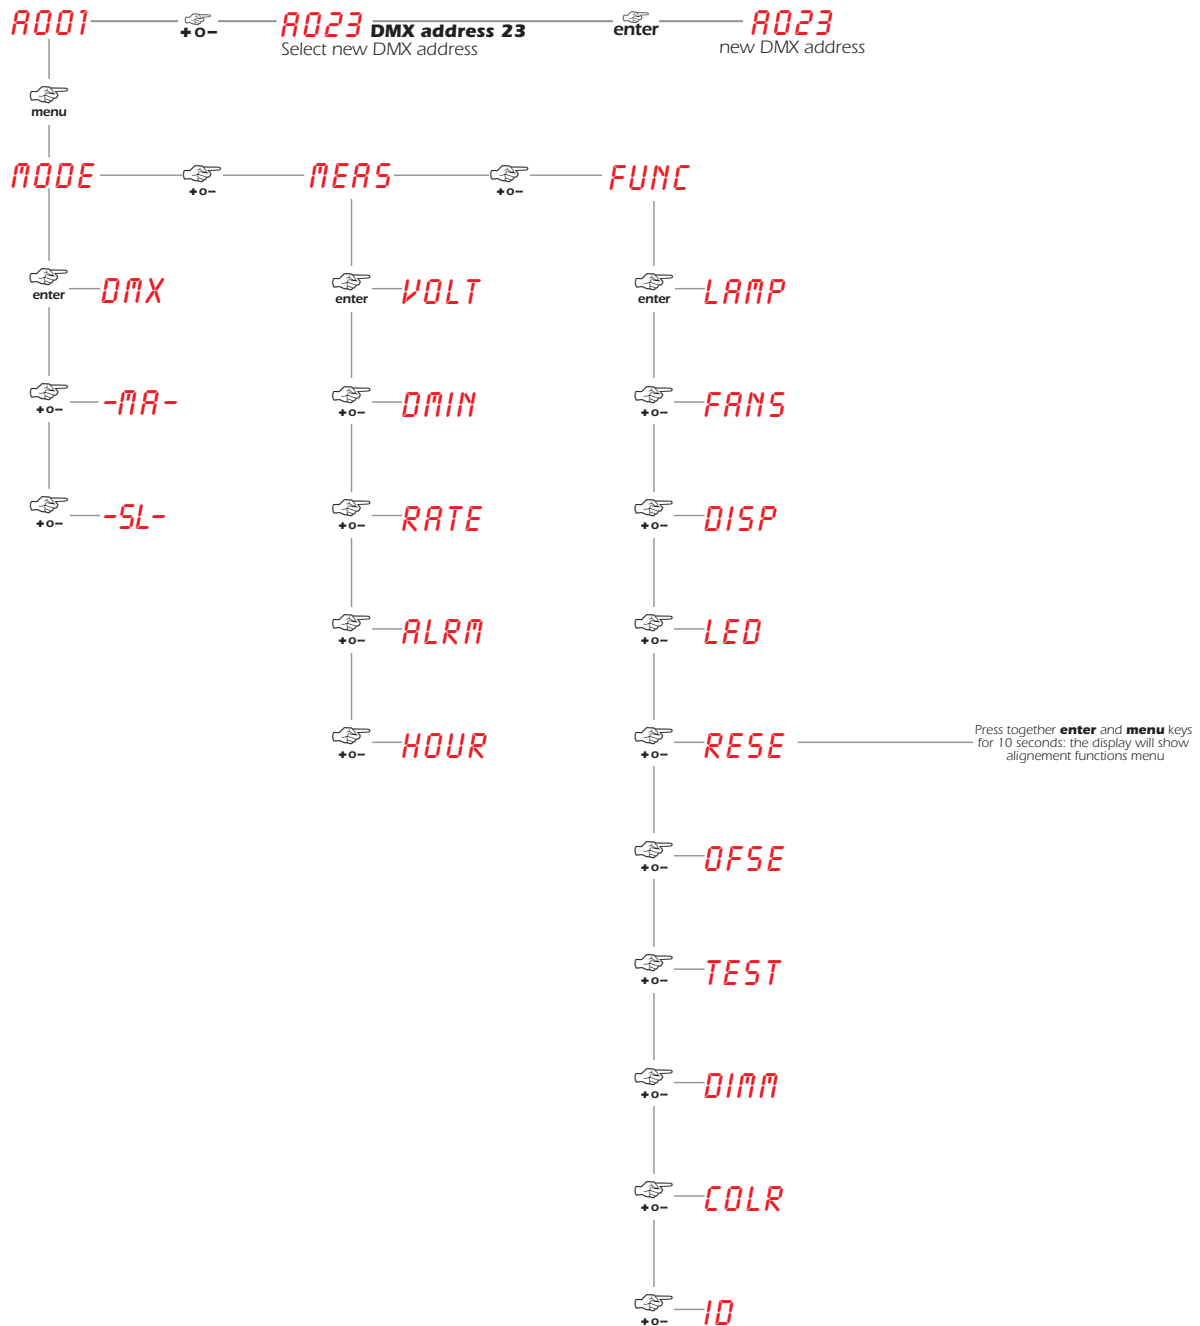 A001
+ o –
A023 DMX address 23
Select new DMX address
enter
A023
new DMX address
menu
MODE
+ o –
MEAS
+ o –
FUNC
enter
DMX
enter
VOLT
enter
LAMP
+ o –
-MA-
+ o –
DMIN
+ o –
FANS
+ o –
-SL-
+ o –
RATE
+ o –
DISP
+ o –
ALRM
+ o –
LED
+ o –
HOUR
+ o –
RESE
Press together enter and menu keys
for 10 seconds: the display will show
alignement functions menu
+ o –
OFSE
+ o –
TEST
+ o –
DIMM
+ o –
COLR
+ o –
ID